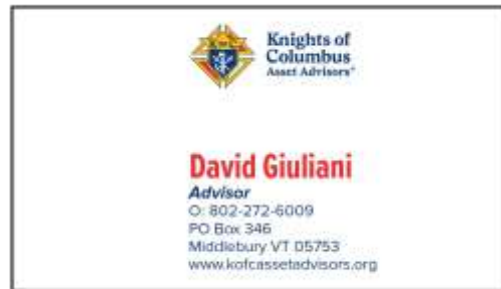 Knights of
Columbus
Asset Advisors®
David Giuliani
Advisor
O: 802-272-6009
PO Box 346
Middlebury VT 05753
www.kofcassetadvisors.org